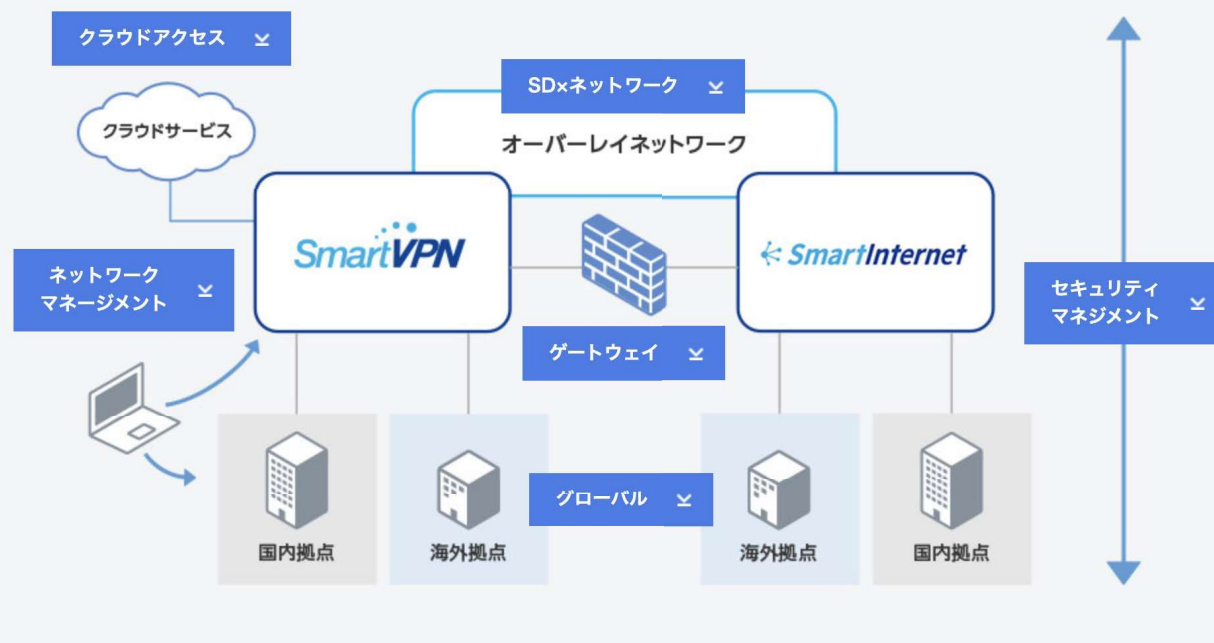 クラウドアクセス
クラウドサービス
SD×ネットワーク
オーバーレイネットワーク
SmartVPN
SmartInternet
ネットワーク
マネージメント
セキュリティ
マネジメント
ゲートウェイ
グローバル
国内拠点
海外拠点
海外拠点
国内拠点